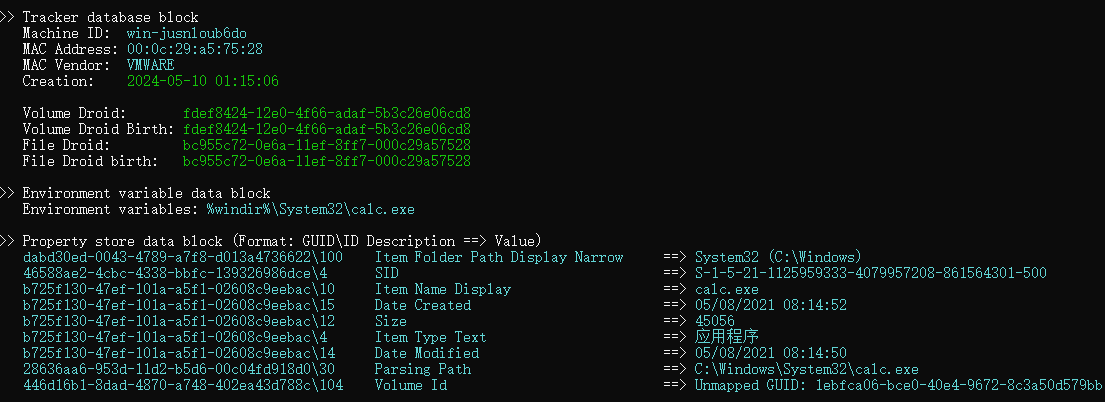 >> Tracker database block
Machine ID: win-jusnloub6do
MAC Address: 00:0c:29:a5:75:28
MAC Vendor: VMWARE
Creation: 2024-05-10 01:15:06
Volume Droid: fdef8424-12e0-4f66-adaf-5b3c26e06cd8
Volume Droid Birth: fdef8424-12e0-4f66-adaf-5b3c26e06cd8
File Droid: bc955c72-0e6a-11ef-8ff7-000c29a57528
File Droid birth: bc955c72-0e6a-11ef-8ff7-000c29a57528
>> Environment variable data block
Environment variables: %windir%\System32\calc.exe
>> Property store data block (Format: GUID\ID Description ==> Value)
dabd30ed-0043-4789-a7f8-d013a4736622\100 Item Folder Path Display Narrow ==> System32 (C:\Windows)
46588ae2-4cbc-4338-bbfc-139326986dce\4 SID ==> S-1-5-21-1125959333-4079957208-861564301-500
b725f130-47ef-101a-a5f1-02608c9eebac\10 Item Name Display ==> calc.exe
b725f130-47ef-101a-a5f1-02608c9eebac\15 Date Created ==> 05/08/2021 08:14:52
b725f130-47ef-101a-a5f1-02608c9eebac\12 Size ==> 45056
b725f130-47ef-101a-a5f1-02608c9eebac\4 Item Type Text ==> 应用程序
b725f130-47ef-101a-a5f1-02608c9eebac\14 Date Modified ==> 05/08/2021 08:14:50
28636aa6-953d-11d2-b5d6-00c04fd918d0\30 Parsing Path ==> C:\Windows\System32\calc.exe
446d16b1-8dad-4870-a748-402ea43d788c\104 Volume Id ==> Unmapped GUID: 1ebfca06-bce0-40e4-9672-8c3a50d579bb